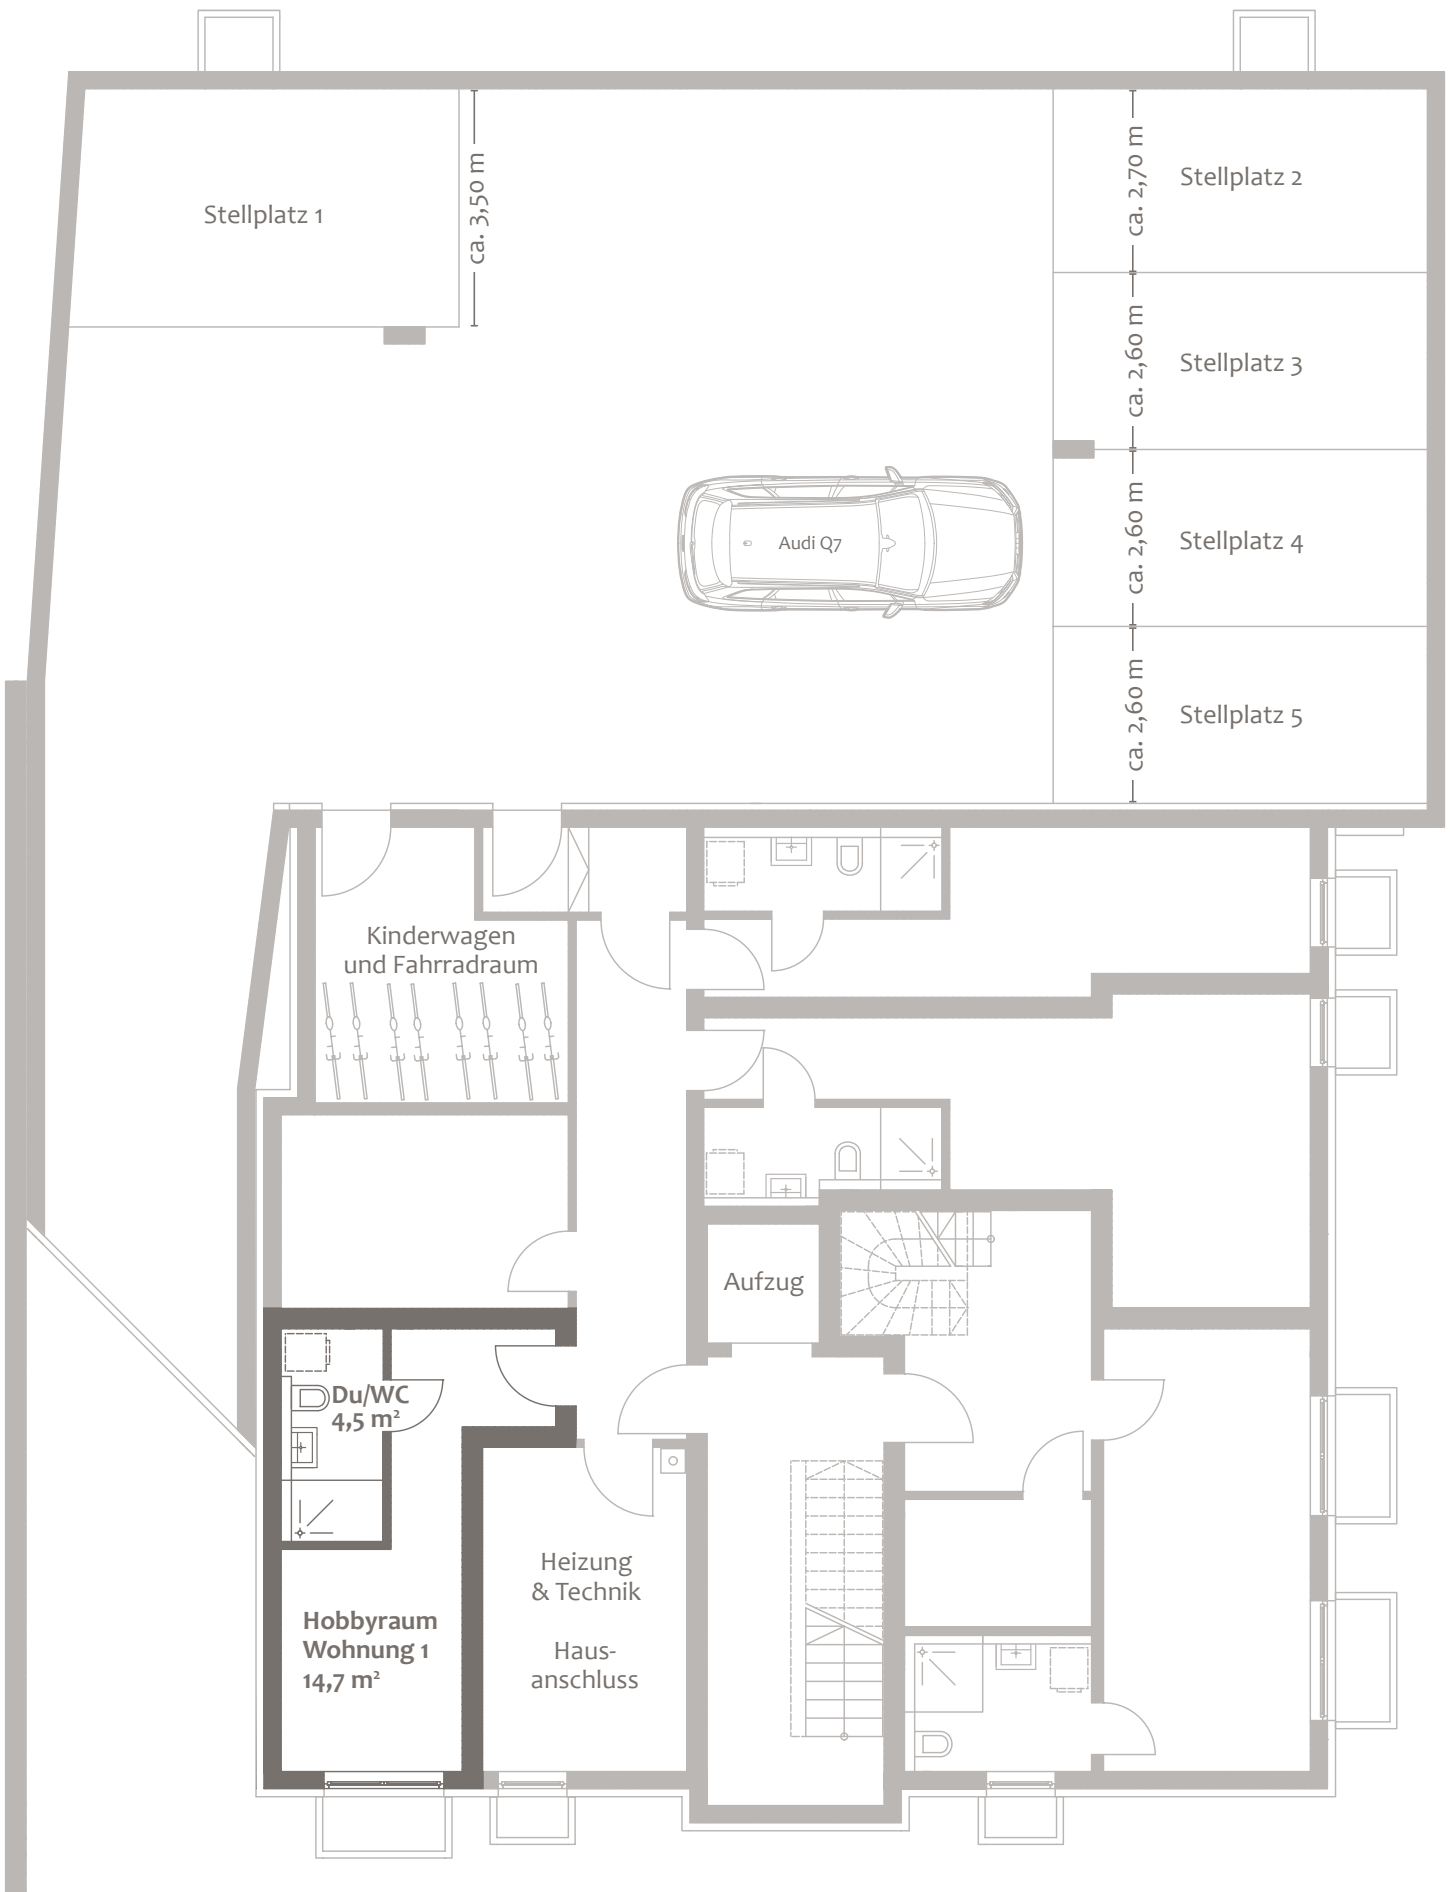 Stellplatz 1
ca. 3,50 m
ca. 2,70 m
Stellplatz 2
ca. 2,60 m
Stellplatz 3
ca. 2,60 m
Stellplatz 4
Audi Q7
ca. 2,60 m
Stellplatz 5
Kinderwagen
und Fahrradraum
Aufzug
Du/WC
4,5 m²
Heizung
& Technik
Haus-
anschluss
Hobbyraum
Wohnung 1
14,7 m²